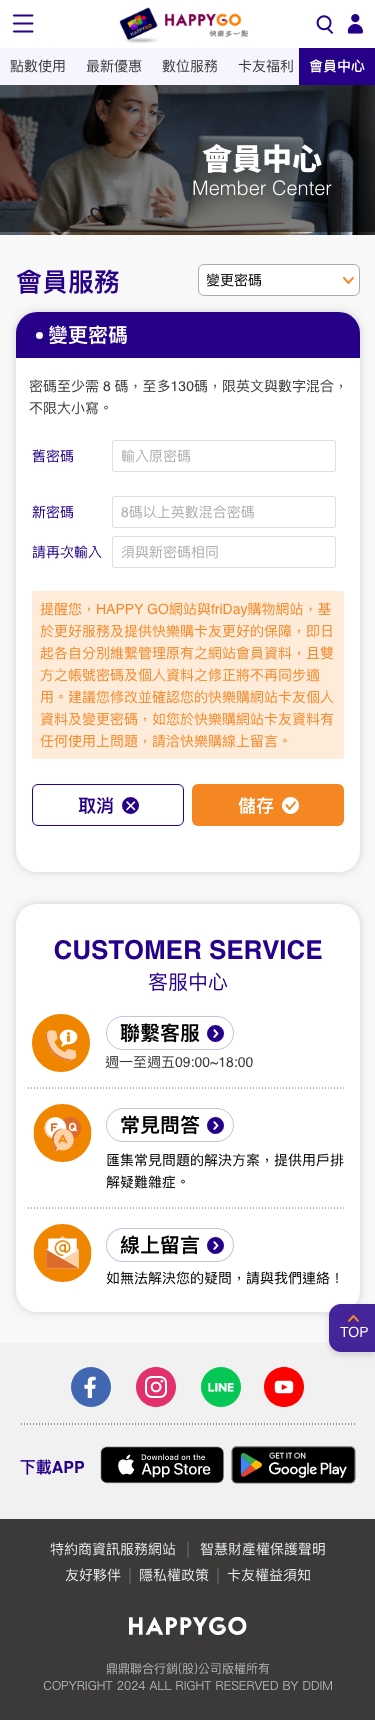 HAPPYGO
快樂多一點
點數使用 最新優惠 數位服務 卡友福利 會員中心
會員中心
Member Center
會員服務 變更密碼
變更密碼
密碼至少需 8 碼，至多130碼，限英文與數字混合，
不限大小寫。
舊密碼 輸入原密碼
新密碼 8碼以上英數混合密碼
請再次輸入 須與新密碼相同
提醒您，HAPPY GO網站與friDay購物網站，基
於更好服務及提供快樂購卡友更好的保障，即日
起各自分別維繫管理原有之網站會員資料，且雙
方之帳號密碼及個人資料之修正將不再同步適
用。建議您修改並確認您的快樂購網站卡友個人
資料及變更密碼，如您於快樂購網站卡友資料有
任何使用上問題，請洽快樂購線上留言。
取消 儲存
CUSTOMER SERVICE
客服中心
聯繫客服
週一至週五09:00~18:00
F Q
A
常見問答
匯集常見問題的解決方案，提供用戶排
解疑難雜症。
@
線上留言
如無法解決您的疑問，請與我們連絡！
TOP
LINE
下載APP
Download on the
App Store
GET IT ON
Google Play
特約商資訊服務網站 | 智慧財產權保護聲明
友好夥伴 | 隱私權政策 | 卡友權益須知
HAPPYGO
鼎鼎聯合行銷(股)公司版權所有
COPYRIGHT 2024 ALL RIGHT RESERVED BY DDIM